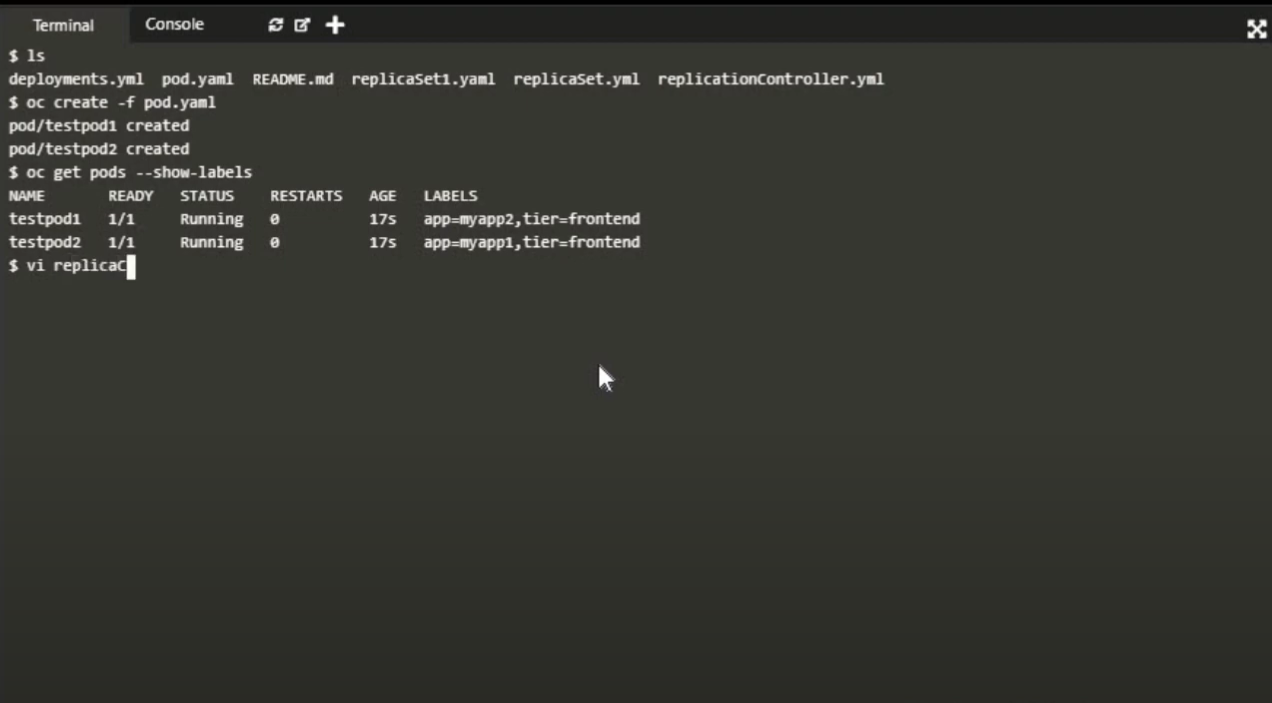 Terminal Console
$ ls
deployments.yml pod.yaml README.md replicaSet1.yaml replicaSet.yml replicationController.yml
$ oc create -f pod.yaml
pod/testpod1 created
pod/testpod2 created
$ oc get pods --show-labels
NAME READY STATUS RESTARTS AGE LABELS
testpod1 1/1 Running 0 17s app=myapp2,tier=frontend
testpod2 1/1 Running 0 17s app=myapp1,tier=frontend
$ vi replicaC